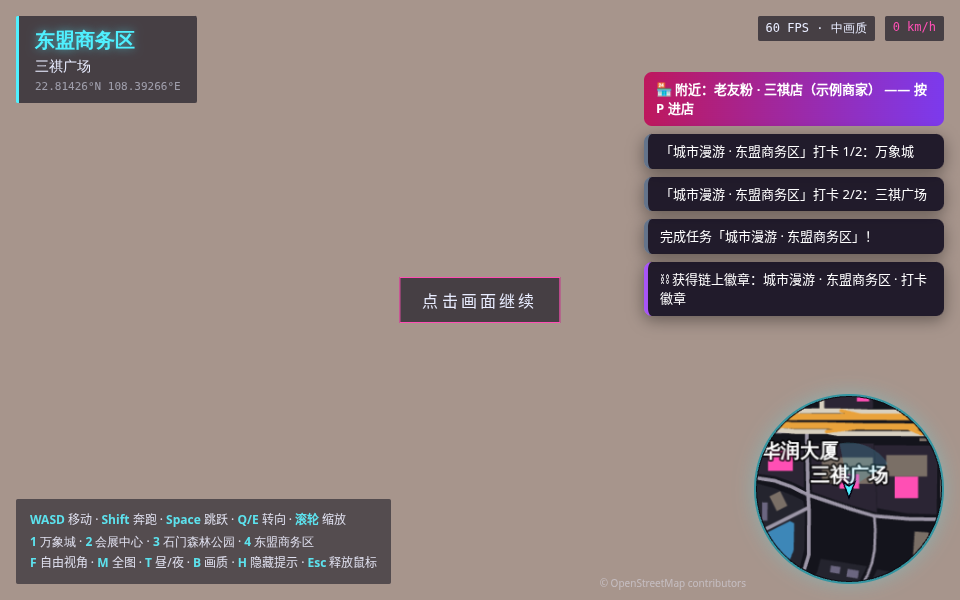 东盟商务区
三祺广场
22.81426°N 108.39266°E
60 FPS · 中画质
0 km/h
🏪 附近：老友粉 · 三祺店（示例商家） —— 按
P 进店
「城市漫游 · 东盟商务区」打卡 1/2：万象城
「城市漫游 · 东盟商务区」打卡 2/2：三祺广场
完成任务「城市漫游 · 东盟商务区」！
⛓ 获得链上徽章：城市漫游 · 东盟商务区 · 打卡
徽章
点击画面继续
华润大厦
三祺广场
WASD 移动 · Shift 奔跑 · Space 跳跃 · Q/E 转向 · 滚轮 缩放
1 万象城 · 2 会展中心 · 3 石门森林公园 · 4 东盟商务区
F 自由视角 · M 全图 · T 昼/夜 · B 画质 · H 隐藏提示 · Esc 释放鼠标
© OpenStreetMap contributors